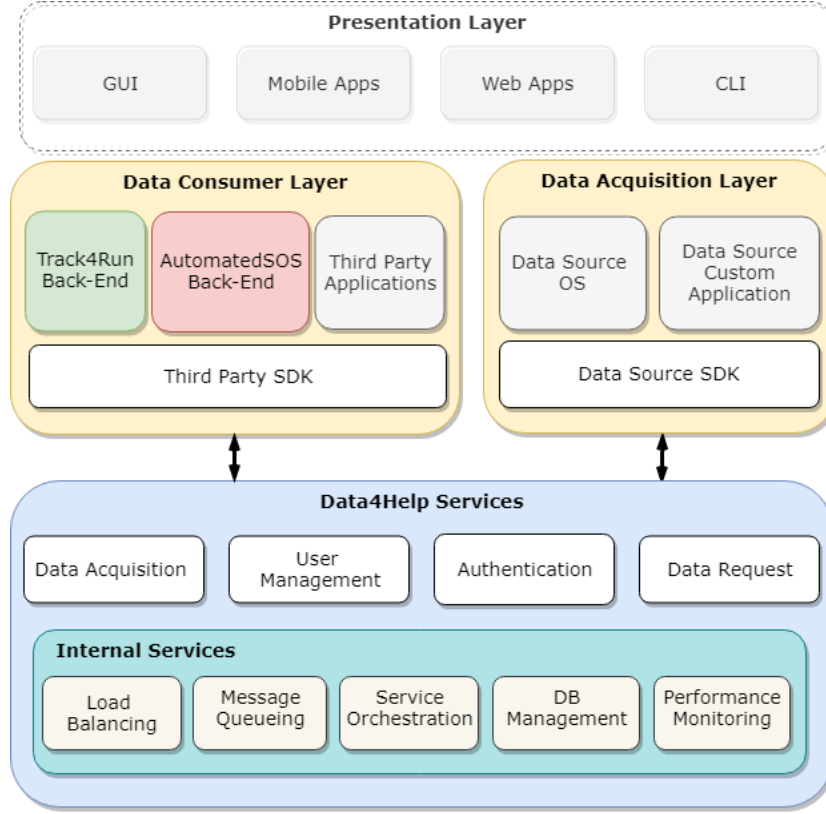 Presentation Layer
GUI
Mobile Apps
Web Apps
CLI
Data Consumer Layer
Track4Run
Back-End
AutomatedSOS
Back-End
Third Party
Applications
Third Party SDK
Data Acquisition Layer
Data Source
OS
Data Source
Custom
Application
Data Source SDK
Data4Help Services
Data Acquisition
User
Management
Authentication
Data Request
Internal Services
Load
Balancing
Message
Queueing
Service
Orchestration
DB
Management
Performance
Monitoring